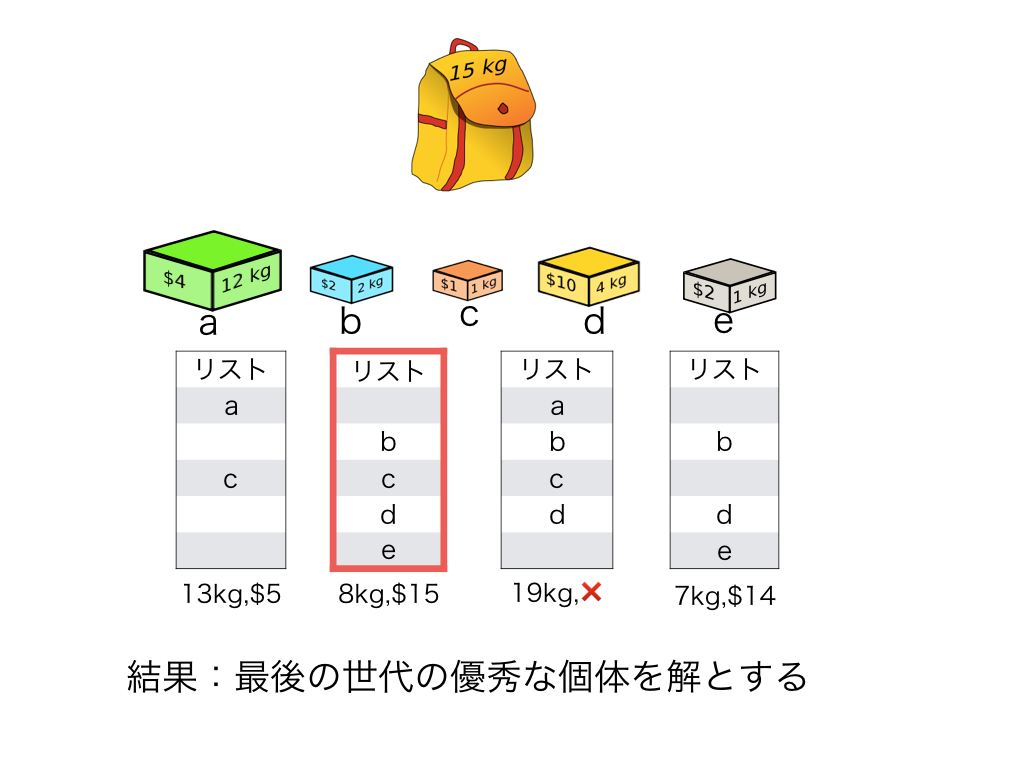 15 kg
$4 12 kg
$2 2 kg
$1 1 kg
$10 4 kg
$2 1 kg
a b c d e
リスト リスト リスト リスト
a a
b b b
c c c
d d d
e e
13kg,$5 8kg,$15 19kg,❌ 7kg,$14
結果：最後の世代の優秀な個体を解とする